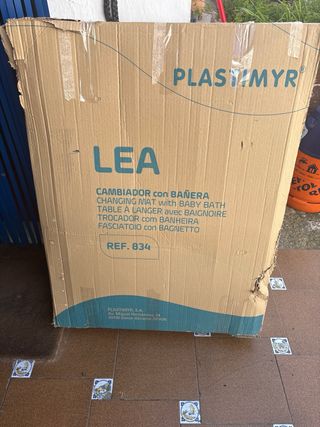 PLASTIMYR®
LEA
CAMBIADOR con BAÑERA
CHANGING MAT with BABY BATH
TABLE À LANGER avec BAIGNOIRE
TROCADOR com BANHEIRA
FASCIATOIO con BAGNETTO
REF. 834
PLASTIMYR, S.A.